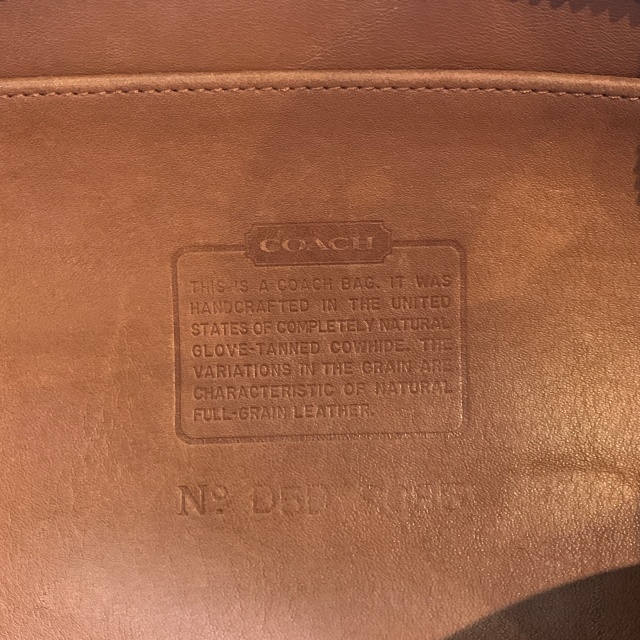 COACH
THIS IS A COACH BAG. IT WAS
HANDCRAFTED IN THE UNITED
STATES OF COMPLETELY NATURAL
GLOVE-TANNED COWHIDE. THE
VARIATIONS IN THE GRAIN ARE
CHARACTERISTIC OF NATURAL
FULL-GRAIN LEATHER.
Nº D5D